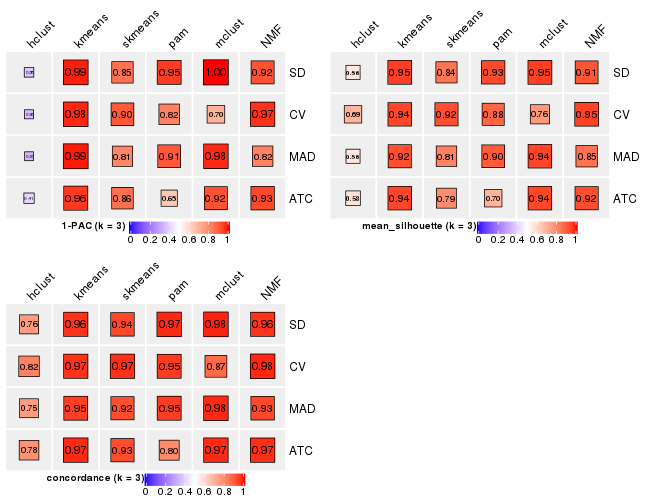 hclust kmeans skmeans pam mclust NMF
0.99 0.85 0.95 1.00 0.92 SD
0.98 0.90 0.82 0.70 0.97 CV
0.99 0.81 0.91 0.98 0.82 MAD
0.41 0.96 0.86 0.65 0.92 0.93 ATC
1-PAC (k = 3)
0 0.2 0.4 0.6 0.8 1
hclust kmeans skmeans pam mclust NMF
0.56 0.95 0.84 0.93 0.95 0.91 SD
0.69 0.94 0.92 0.88 0.76 0.95 CV
0.56 0.92 0.81 0.90 0.94 0.85 MAD
0.58 0.94 0.79 0.70 0.94 0.92 ATC
mean_silhouette (k = 3)
0 0.2 0.4 0.6 0.8 1
hclust kmeans skmeans pam mclust NMF
0.76 0.96 0.94 0.97 0.98 0.96 SD
0.82 0.97 0.97 0.95 0.87 0.98 CV
0.75 0.95 0.92 0.95 0.98 0.93 MAD
0.78 0.97 0.93 0.80 0.97 0.97 ATC
concordance (k = 3)
0 0.2 0.4 0.6 0.8 1